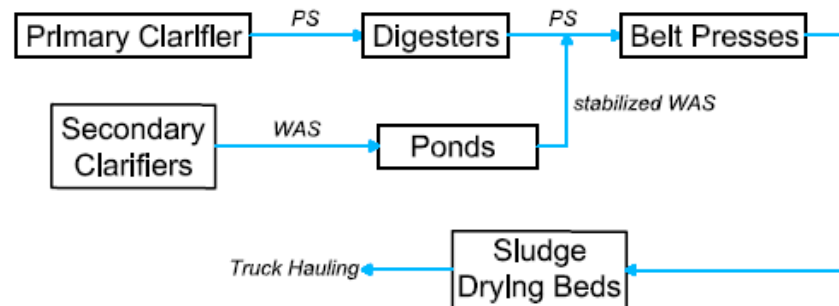 PS
PS
Primary Clarifier
Digesters
Belt Presses
stabilized WAS
Secondary
Clarifiers
WAS
Ponds
Sludge
Drying Beds
Truck Hauling